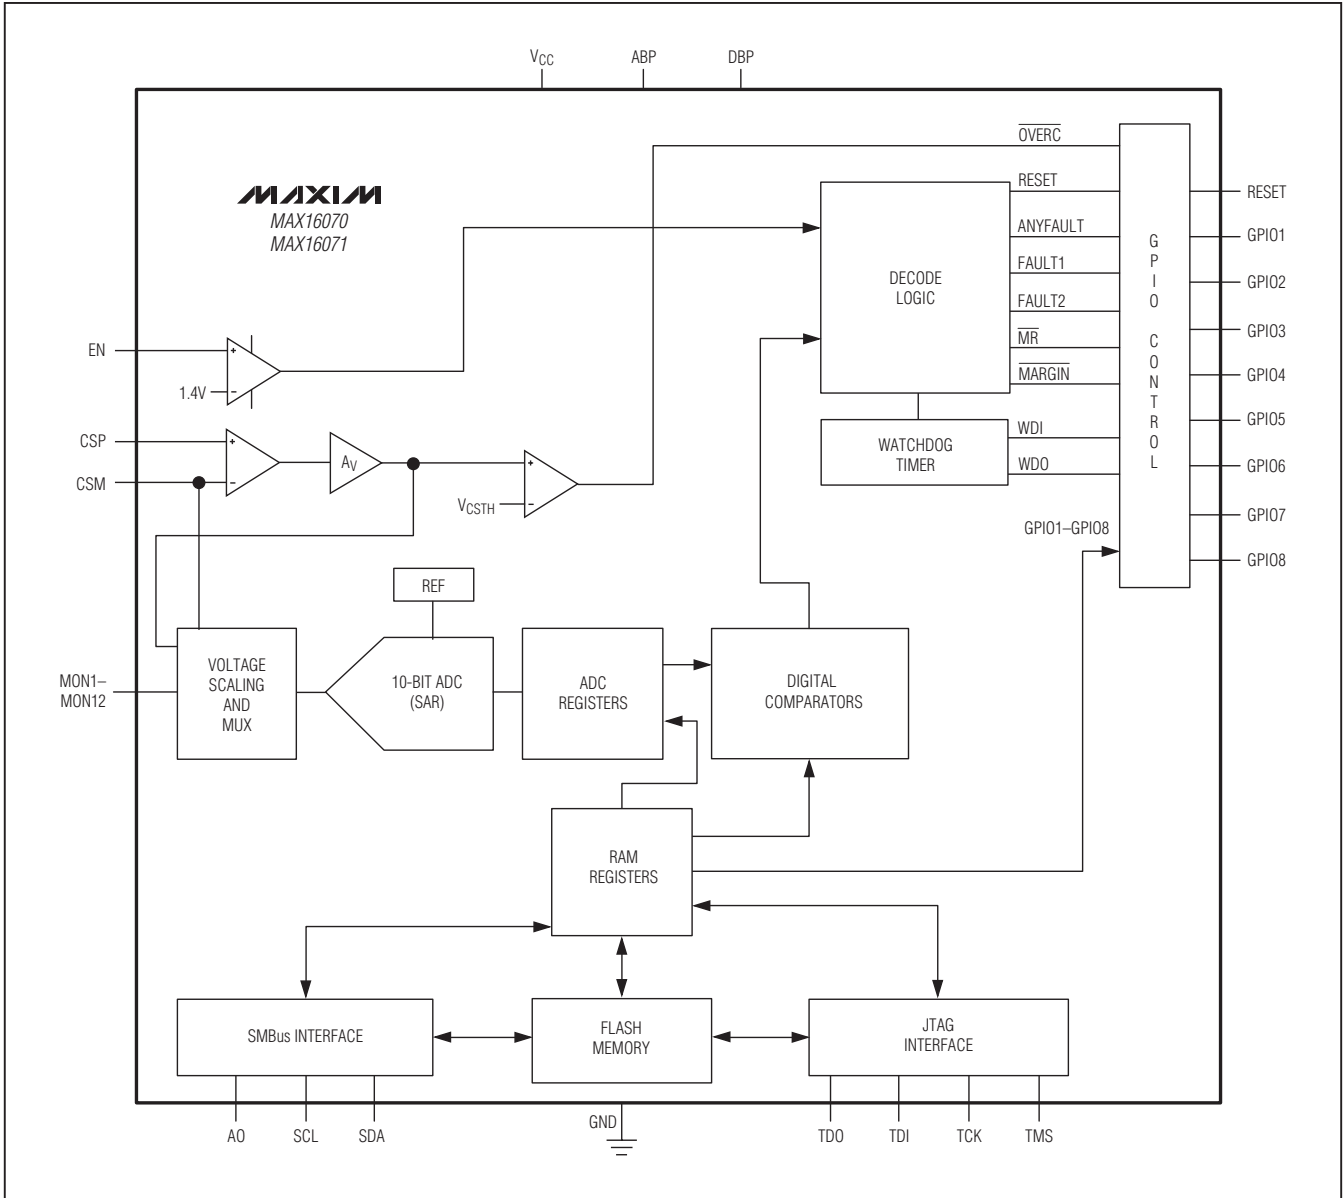 VCC
ABP
DBP
OVERC
MAXIM
MAX16070
MAX16071
RESET
ANYFAULT
FAULT1
FAULT2
MR
MARGIN
DECODE
LOGIC
GPIO CONTROL
RESET
GPIO1
GPIO2
GPIO3
GPIO4
GPIO5
GPIO6
GPIO7
GPIO8
EN
+
1.4V
−
CSP
+
CSM
−
AV
+
VCSTH
−
WATCHDOG
TIMER
WDI
WDO
GPIO1–GPIO8
REF
MON1–
MON12
VOLTAGE
SCALING
AND
MUX
10-BIT ADC
(SAR)
ADC
REGISTERS
DIGITAL
COMPARATORS
RAM
REGISTERS
SMBus INTERFACE
FLASH
MEMORY
JTAG
INTERFACE
AO
SCL
SDA
GND
TDO
TDI
TCK
TMS